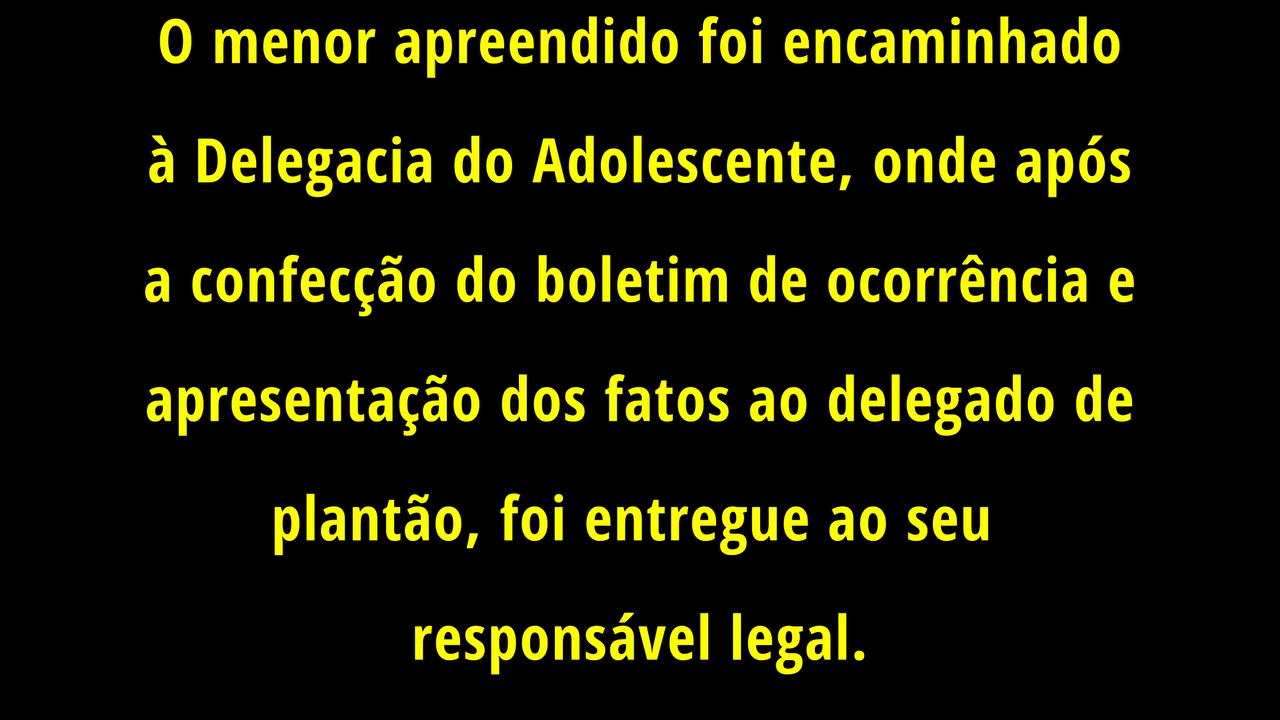 O menor apreendido foi encaminhado
à Delegacia do Adolescente, onde após
a confecção do boletim de ocorrência e
apresentação dos fatos ao delegado de
plantão, foi entregue ao seu
responsável legal.